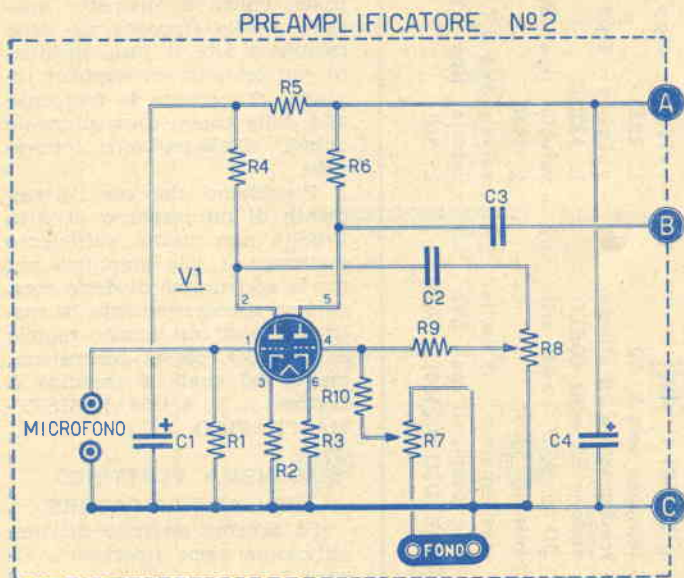 PREAMPLIFICATORE Nº2
R5
A
R4
R6
C3
B
V1
2
5
C2
1
4
R9
R8
3
6
R10
MICROFONO
C1
R1
R2
R3
R7
C4
C
FONO